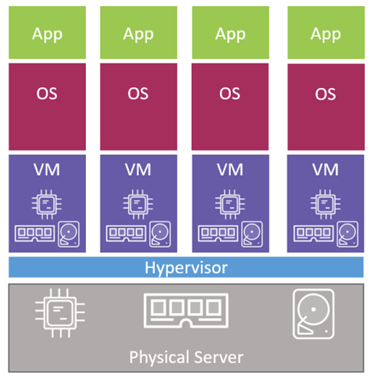 App App App App
OS OS OS OS
VM VM VM VM
Hypervisor
Physical Server